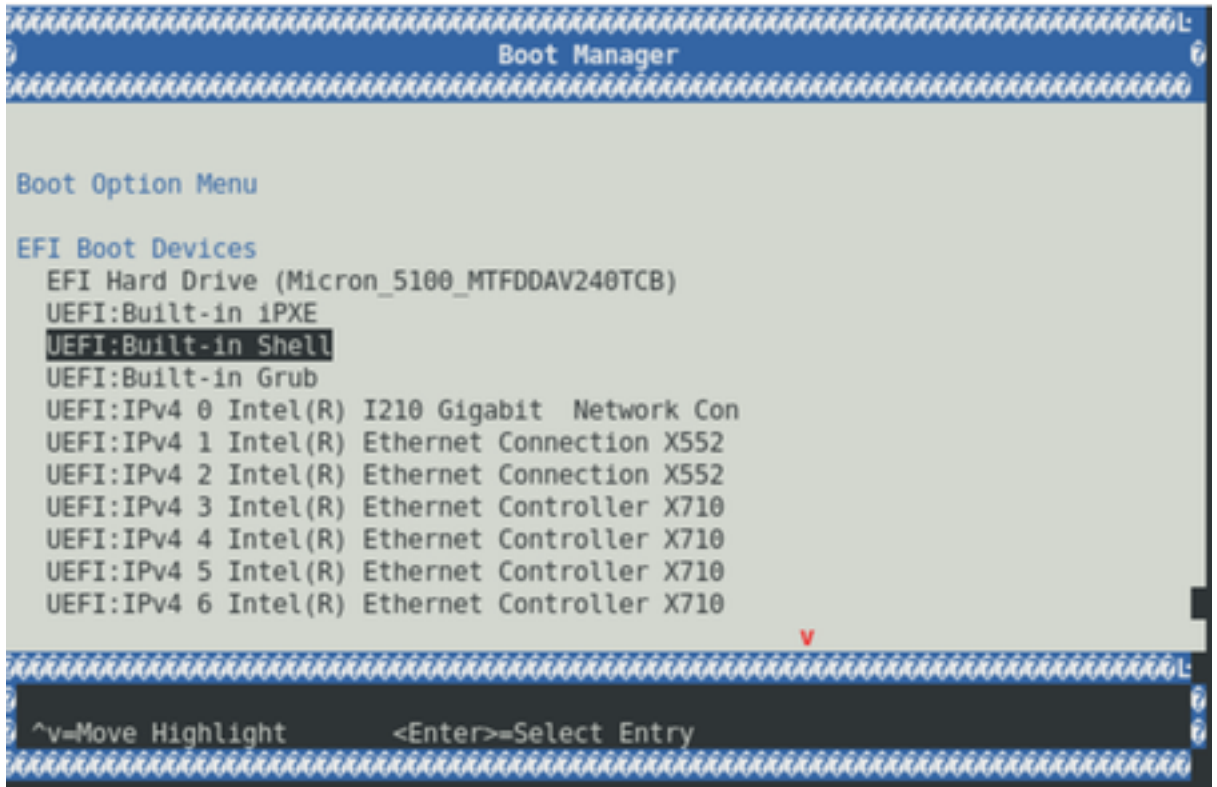 Boot Manager
Boot Option Menu
EFI Boot Devices
EFI Hard Drive (Micron_5100_MTFDDAV240TCB)
UEFI:Built-in iPXE
UEFI:Built-in Shell
UEFI:Built-in Grub
UEFI:IPv4 0 Intel(R) I210 Gigabit  Network Con
UEFI:IPv4 1 Intel(R) Ethernet Connection X552
UEFI:IPv4 2 Intel(R) Ethernet Connection X552
UEFI:IPv4 3 Intel(R) Ethernet Controller X710
UEFI:IPv4 4 Intel(R) Ethernet Controller X710
UEFI:IPv4 5 Intel(R) Ethernet Controller X710
UEFI:IPv4 6 Intel(R) Ethernet Controller X710
v
^v=Move Highlight       <Enter>=Select Entry